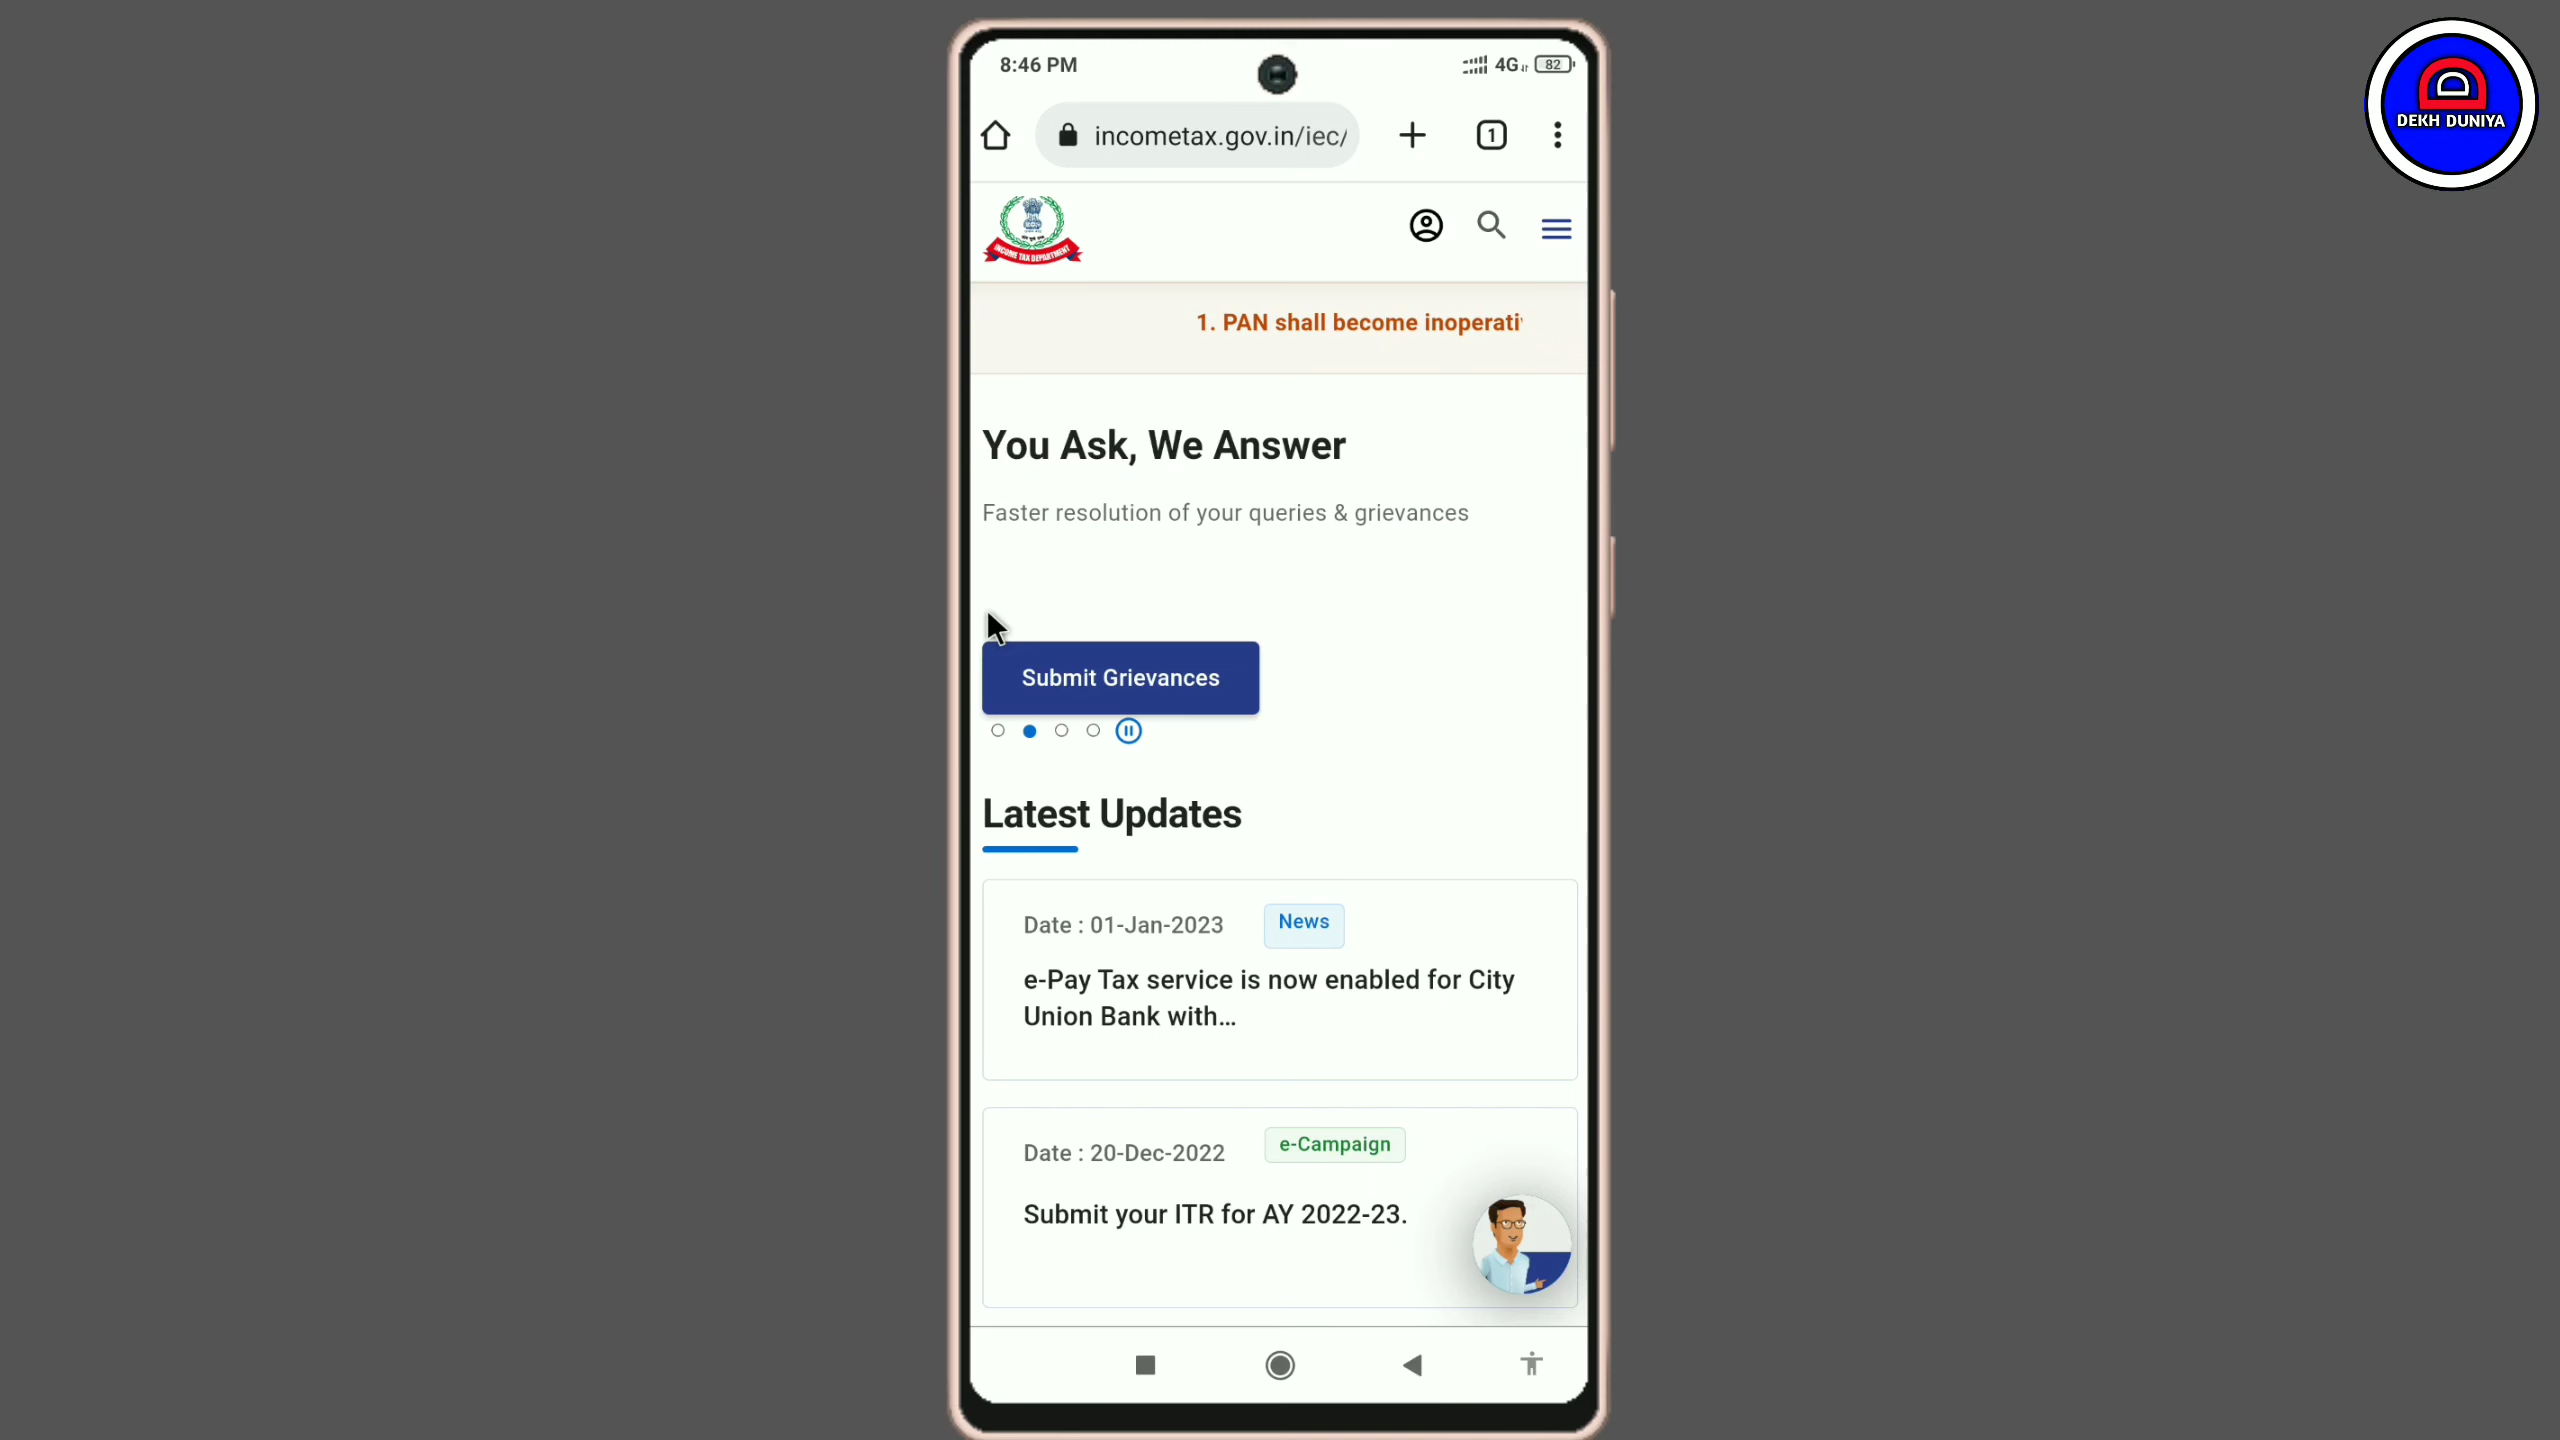 8:46 PM
4G
82
DEKH DUNIYA
incometax.gov.in/iec/
1
INCOME TAX DEPARTMENT
1. PAN shall become inoperati
You Ask, We Answer
Faster resolution of your queries & grievances
Submit Grievances
Latest Updates
Date : 01-Jan-2023 News
e-Pay Tax service is now enabled for City
Union Bank with...
Date : 20-Dec-2022 e-Campaign
Submit your ITR for AY 2022-23.